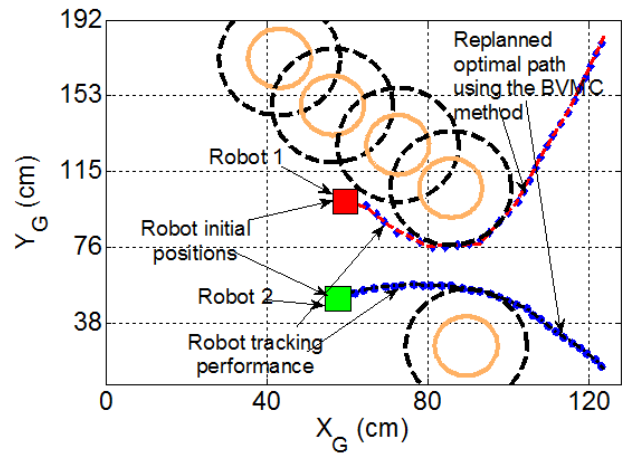 192
153
115
76
38
Y_G (cm)
0
40
80
120
X_G (cm)
Replanned
optimal path
using the BVMC
method
Robot 1
Robot initial
positions
Robot 2
Robot tracking
performance